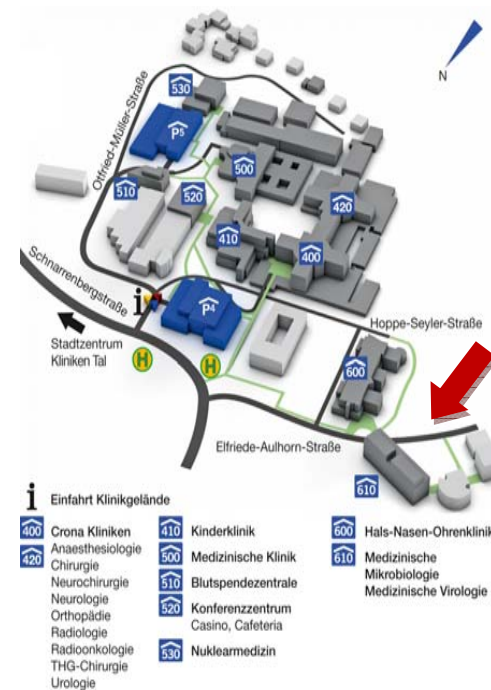 N
530
P5
Otfried-Müller-Straße
500
510
520
420
410
400
Schnarrenbergstraße
i
P4
Stadtzentrum
Kliniken Tal
H
H
Hoppe-Seyler-Straße
600
Elfriede-Aulhorn-Straße
610
i Einfahrt Klinikgelände
400 Crona Kliniken
420 Anaesthesiologie
Chirurgie
Neurochirurgie
Neurologie
Orthopädie
Radiologie
Radioonkologie
THG-Chirurgie
Urologie
410 Kinderklinik
500 Medizinische Klinik
510 Blutspendezentrale
520 Konferenzzentrum
Casino, Cafeteria
530 Nuklearmedizin
600 Hals-Nasen-Ohrenklinik
610 Medizinische
Mikrobiologie
Medizinische Virologie